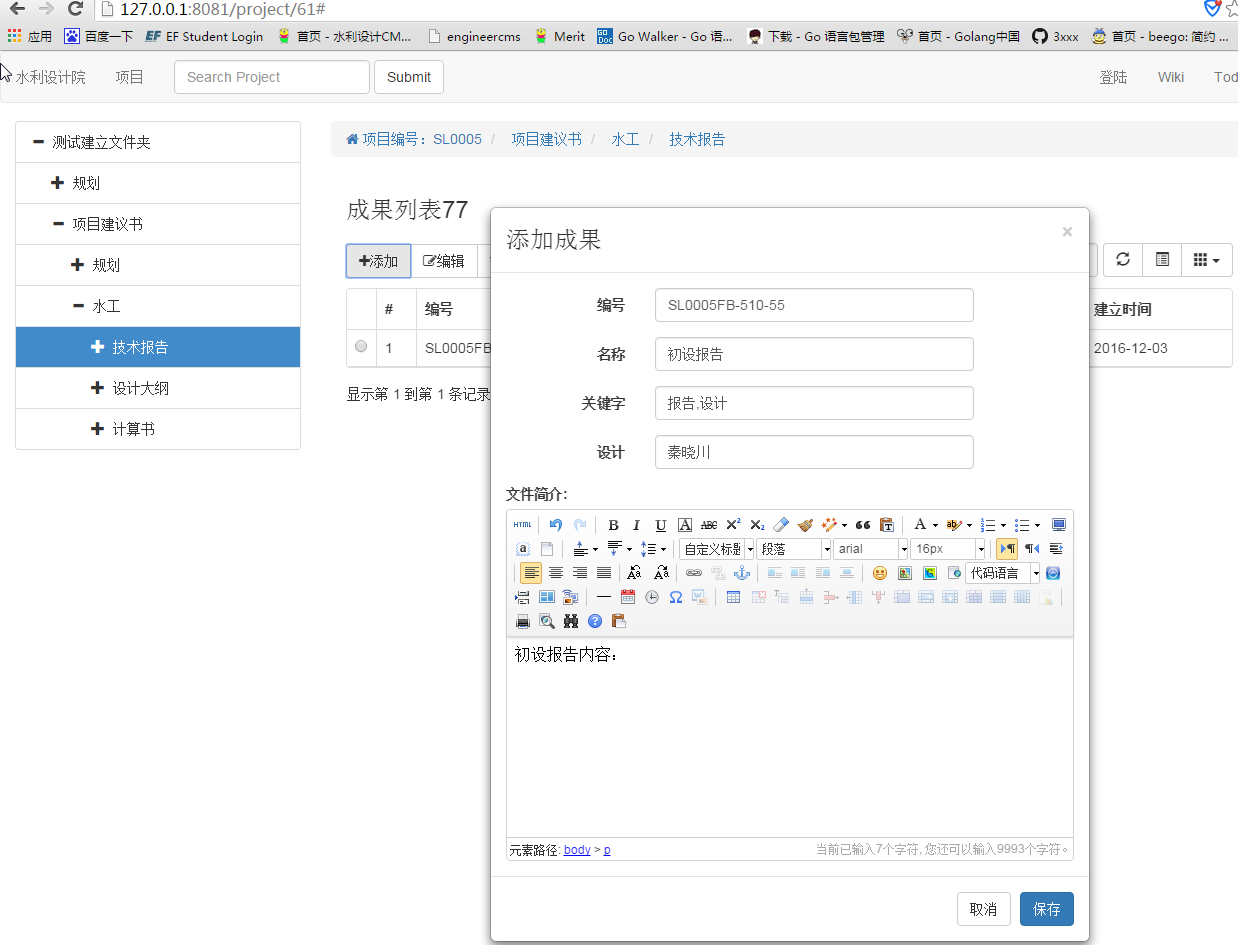 127.0.0.1:8081/project/61#
应用 百度一下 EF EF Student Login 首页 - 水利设计CM... engineercms Merit GO DOC Go Walker - Go 语... 下载 - Go 语言包管理 首页 - Golang中国 3xxx 首页 - beego: 简约 ...
水利设计院 项目 Search Project Submit 登陆 Wiki Tod
测试建立文件夹
规划
项目建议书
规划
水工
技术报告
设计大纲
计算书
项目编号：SL0005 / 项目建议书 / 水工 / 技术报告
成果列表77
添加 编辑
# 编号 建立时间
1 SL0005FB 2016-12-03
显示第 1 到第 1 条记录
添加成果 ×
编号 SL0005FB-510-55
名称 初设报告
关键字 报告,设计
设计 秦晓川
文件简介:
HTML B I U A ABC X² X₂ A ab
a 自定义标题 段落 arial 16px
代码语言
初设报告内容：
元素路径: body > p 当前已输入7个字符, 您还可以输入9993个字符。
取消 保存